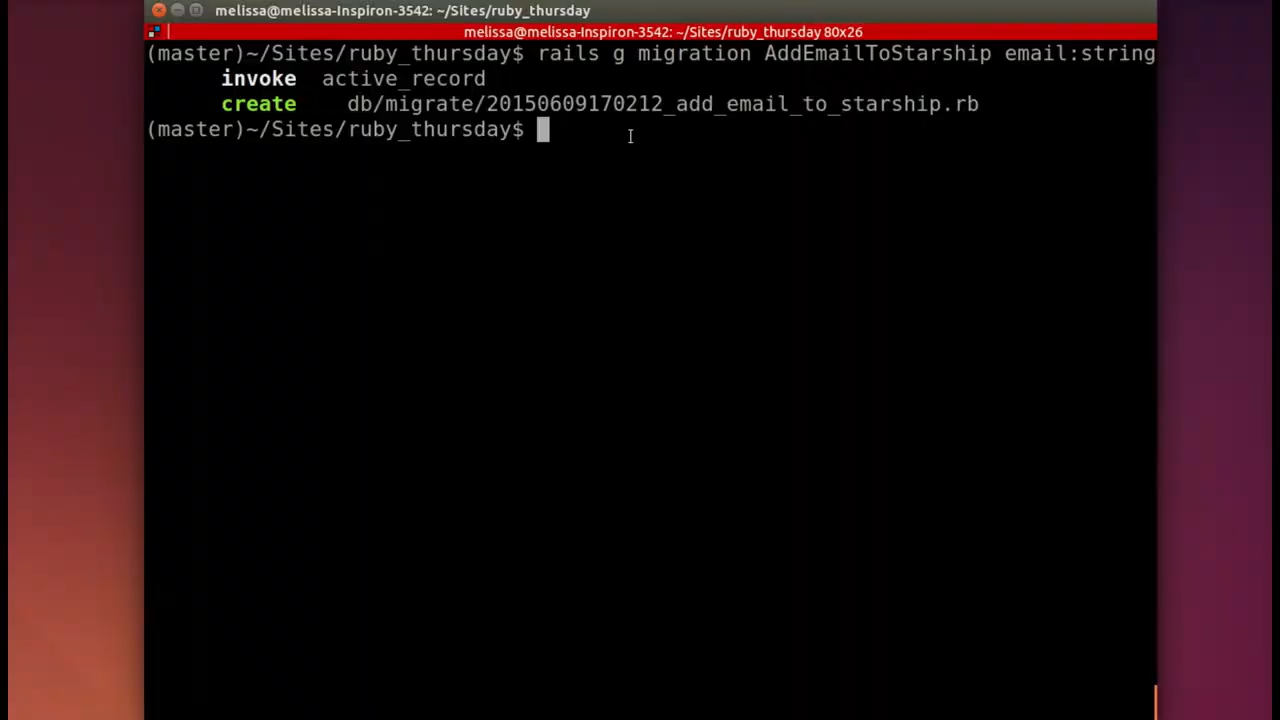 melissa@melissa-Inspiron-3542: ~/Sites/ruby_thursday
melissa@melissa-Inspiron-3542: ~/Sites/ruby_thursday 80x26
(master)~/Sites/ruby_thursday$ rails g migration AddEmailToStarship email:string
invoke active_record
create db/migrate/20150609170212_add_email_to_starship.rb
(master)~/Sites/ruby_thursday$